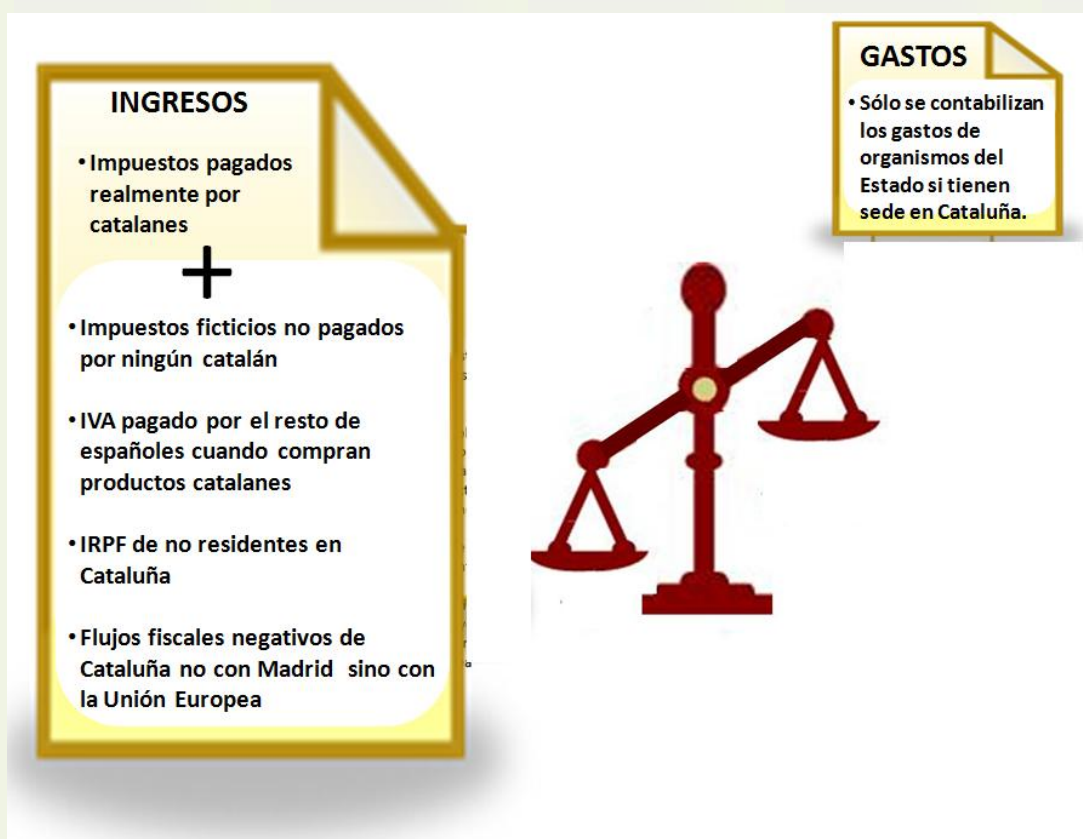 INGRESOS
• Impuestos pagados
realmente por
catalanes
+
• Impuestos ficticios no pagados
por ningún catalán
• IVA pagado por el resto de
españoles cuando compran
productos catalanes
• IRPF de no residentes en
Cataluña
• Flujos fiscales negativos de
Cataluña no con Madrid sino con
la Unión Europea
GASTOS
• Sólo se contabilizan
los gastos de
organismos del
Estado si tienen
sede en Cataluña.